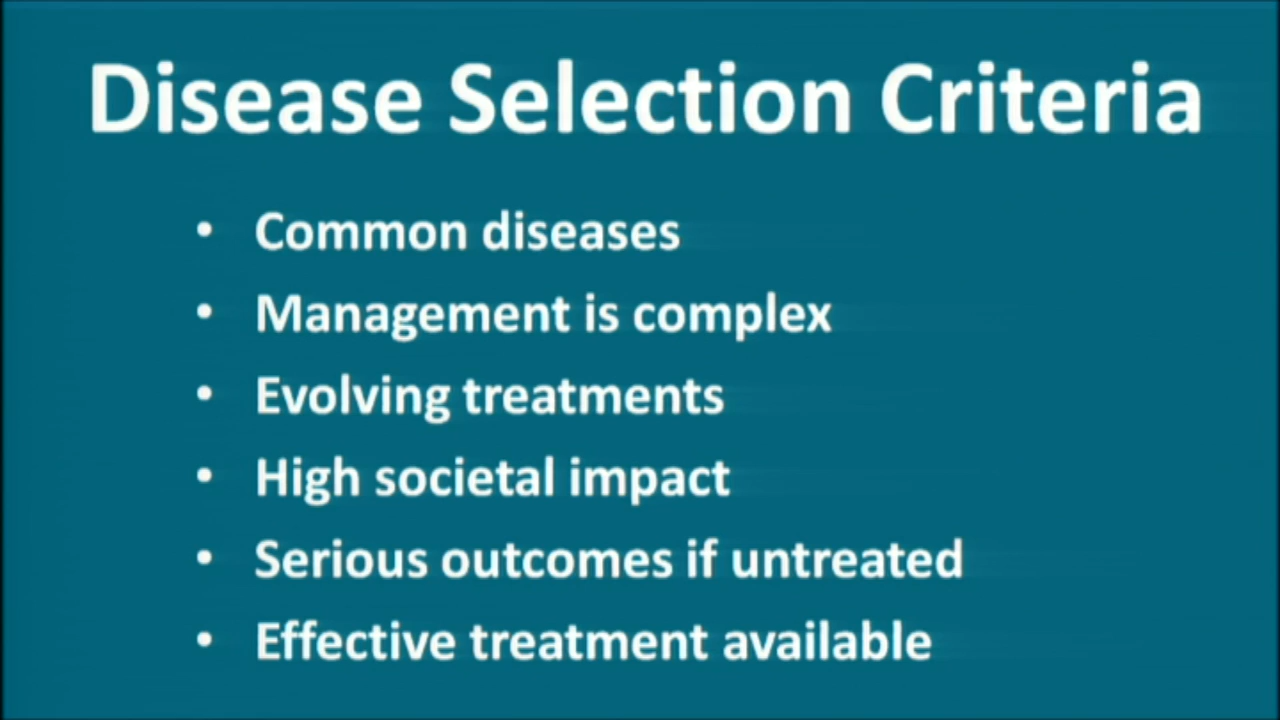 Disease Selection Criteria
• Common diseases
• Management is complex
• Evolving treatments
• High societal impact
• Serious outcomes if untreated
• Effective treatment available